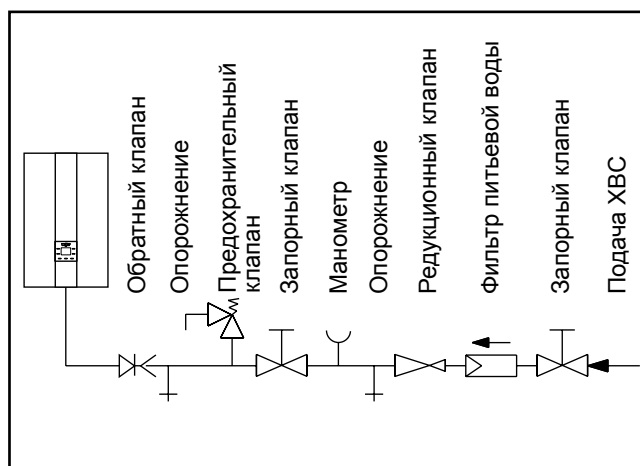 Обратный клапан
Опорожнение
Предохранительный
клапан
Запорный клапан
Манометр
Опорожнение
Редукционный клапан
Фильтр питьевой воды
Запорный клапан
Подача ХВС